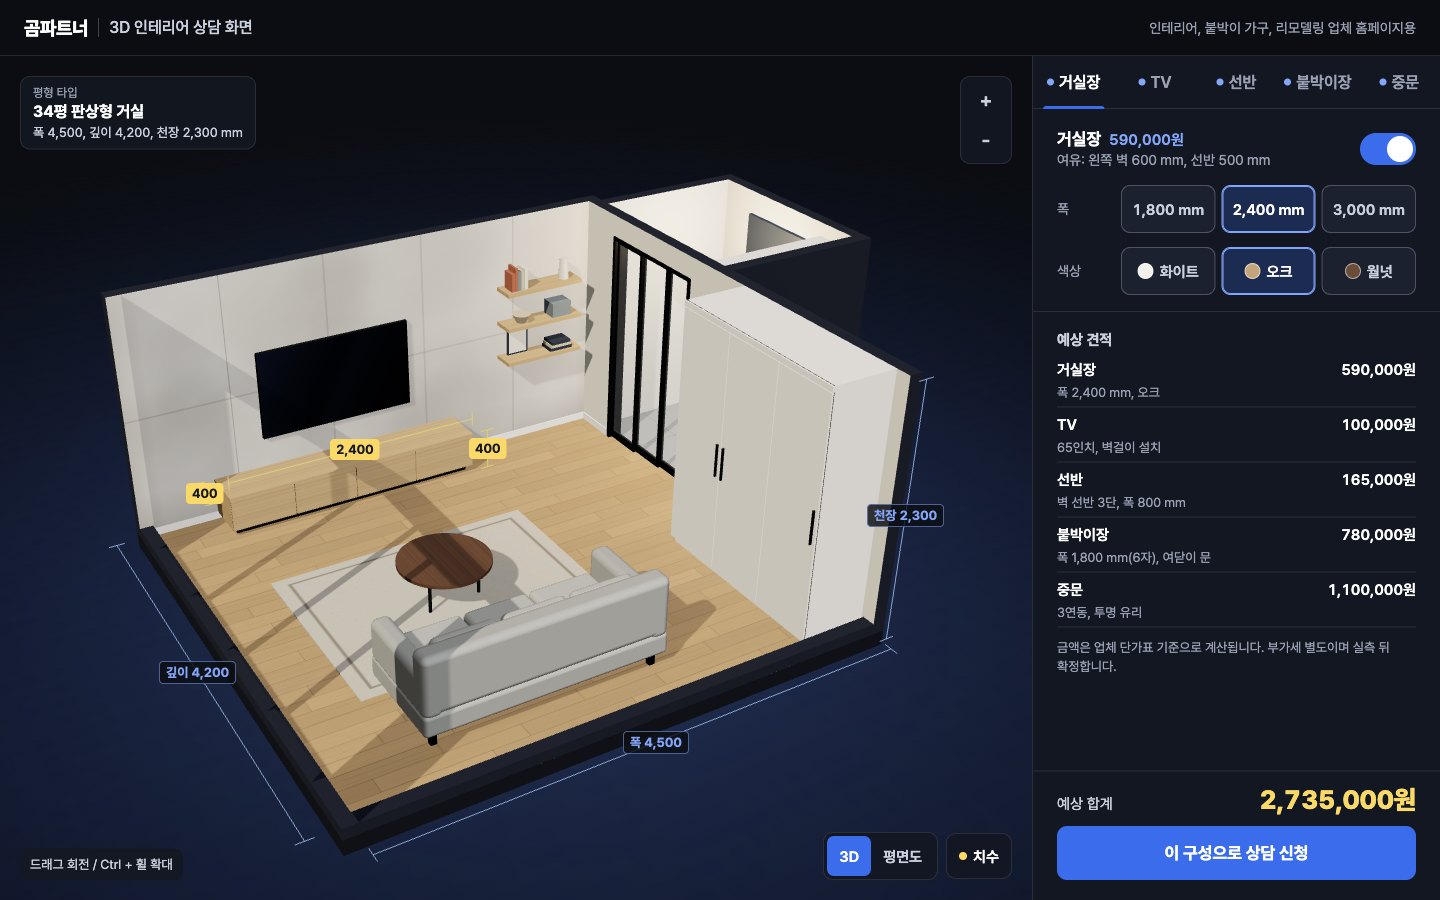 곰파트너
3D 인테리어 상담 화면
인테리어, 붙박이 가구, 리모델링 업체 홈페이지용
평형 타입
34평 판상형 거실
폭 4,500, 깊이 4,200, 천장 2,300 mm
+
-
2,400
400
400
천장 2,300
깊이 4,200
폭 4,500
드래그 회전 / Ctrl + 휠 확대
3D 평면도 치수
거실장 TV 선반 붙박이장 중문
거실장 590,000원
여유: 왼쪽 벽 600 mm, 선반 500 mm
폭 1,800 mm 2,400 mm 3,000 mm
색상 화이트 오크 월넛
예상 견적
거실장 590,000원
폭 2,400 mm, 오크
TV 100,000원
65인치, 벽걸이 설치
선반 165,000원
벽 선반 3단, 폭 800 mm
붙박이장 780,000원
폭 1,800 mm(6자), 여닫이 문
중문 1,100,000원
3연동, 투명 유리
금액은 업체 단가표 기준으로 계산됩니다. 부가세 별도이며 실측 뒤
확정합니다.
예상 합계 2,735,000원
이 구성으로 상담 신청